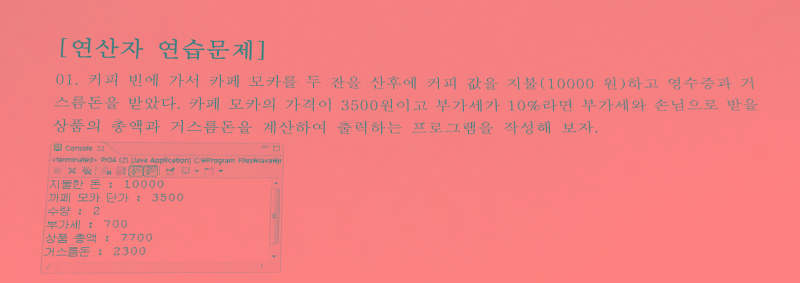 [연산자 연습문제]
01. 커피 빈에 가서 카페 모카를 두 잔을 산후에 커피 값을 지불(10000 원)하고 영수증과 거
스름돈을 받았다. 카페 모카의 가격이 3500원이고 부가세가 10%라면 부가세와 손님으로 받을
상품의 총액과 거스름돈을 계산하여 출력하는 프로그램을 작성해 보자.
Console
<terminated> Pr04 (2) [Java Application] C:₩Program Files₩Java₩jr
지불한 돈 : 10000
까페 모카 단가 : 3500
수량 : 2
부가세 : 700
상품 총액 : 7700
거스름돈 : 2300